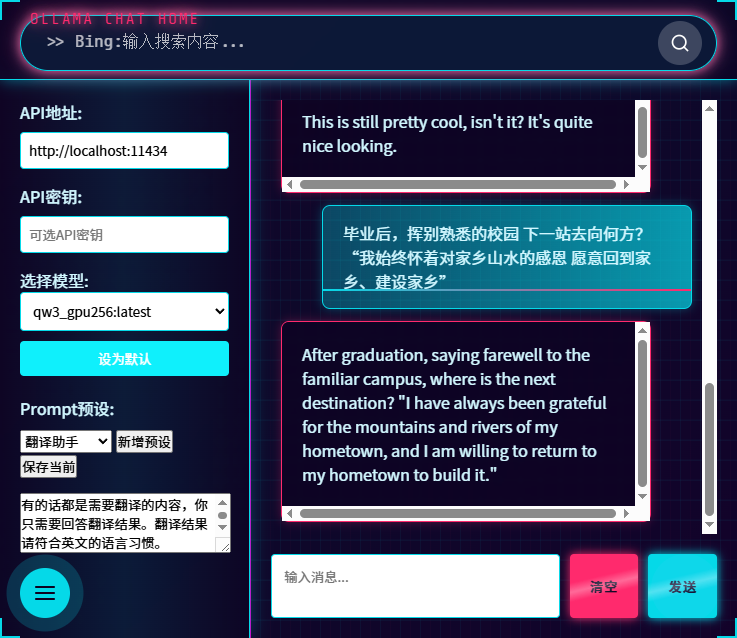 OLLAMA CHAT HOME
>> Bing:输入搜索内容...
API地址:
http://localhost:11434
API密钥:
可选API密钥
选择模型:
qw3_gpu256:latest
设为默认
Prompt预设:
翻译助手 新增预设
保存当前
有的话都是需要翻译的内容，你
只需要回答翻译结果。翻译结果
请符合英文的语言习惯。
This is still pretty cool, isn't it? It's quite
nice looking.
毕业后，挥别熟悉的校园 下一站去向何方？
“我始终怀着对家乡山水的感恩 愿意回到家
乡、建设家乡”
After graduation, saying farewell to the
familiar campus, where is the next
destination? "I have always been grateful
for the mountains and rivers of my
hometown, and I am willing to return to
my hometown to build it."
输入消息...
清空
发送